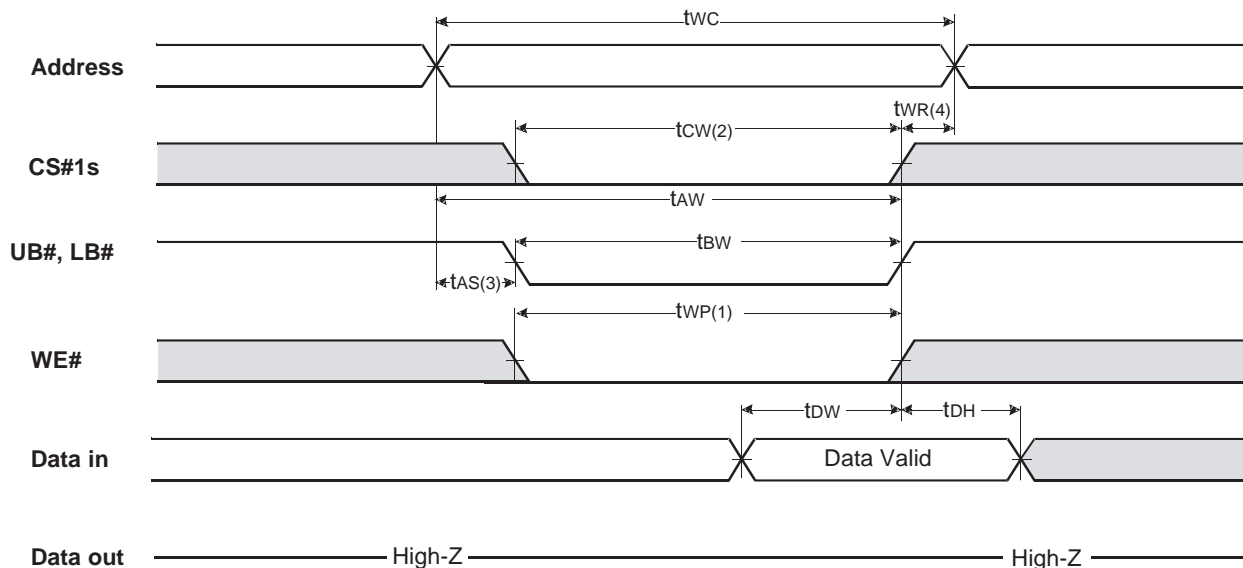 tWC
Address
tWR(4)
tCW(2)
CS#1s
tAW
UB#, LB#
tBW
tAS(3)
tWP(1)
WE#
tDW
tDH
Data in
Data Valid
Data out
High-Z
High-Z